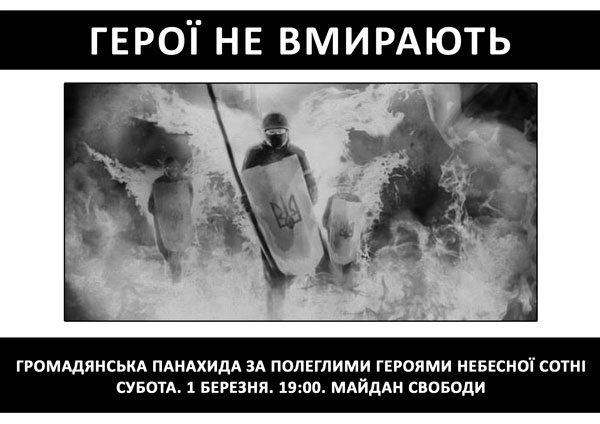 ГЕРОЇ НЕ ВМИРАЮТЬ
ГРОМАДЯНСЬКА ПАНАХИДА ЗА ПОЛЕГЛИМИ ГЕРОЯМИ НЕБЕСНОЇ СОТНІ
СУБОТА. 1 БЕРЕЗНЯ. 19:00. МАЙДАН СВОБОДИ